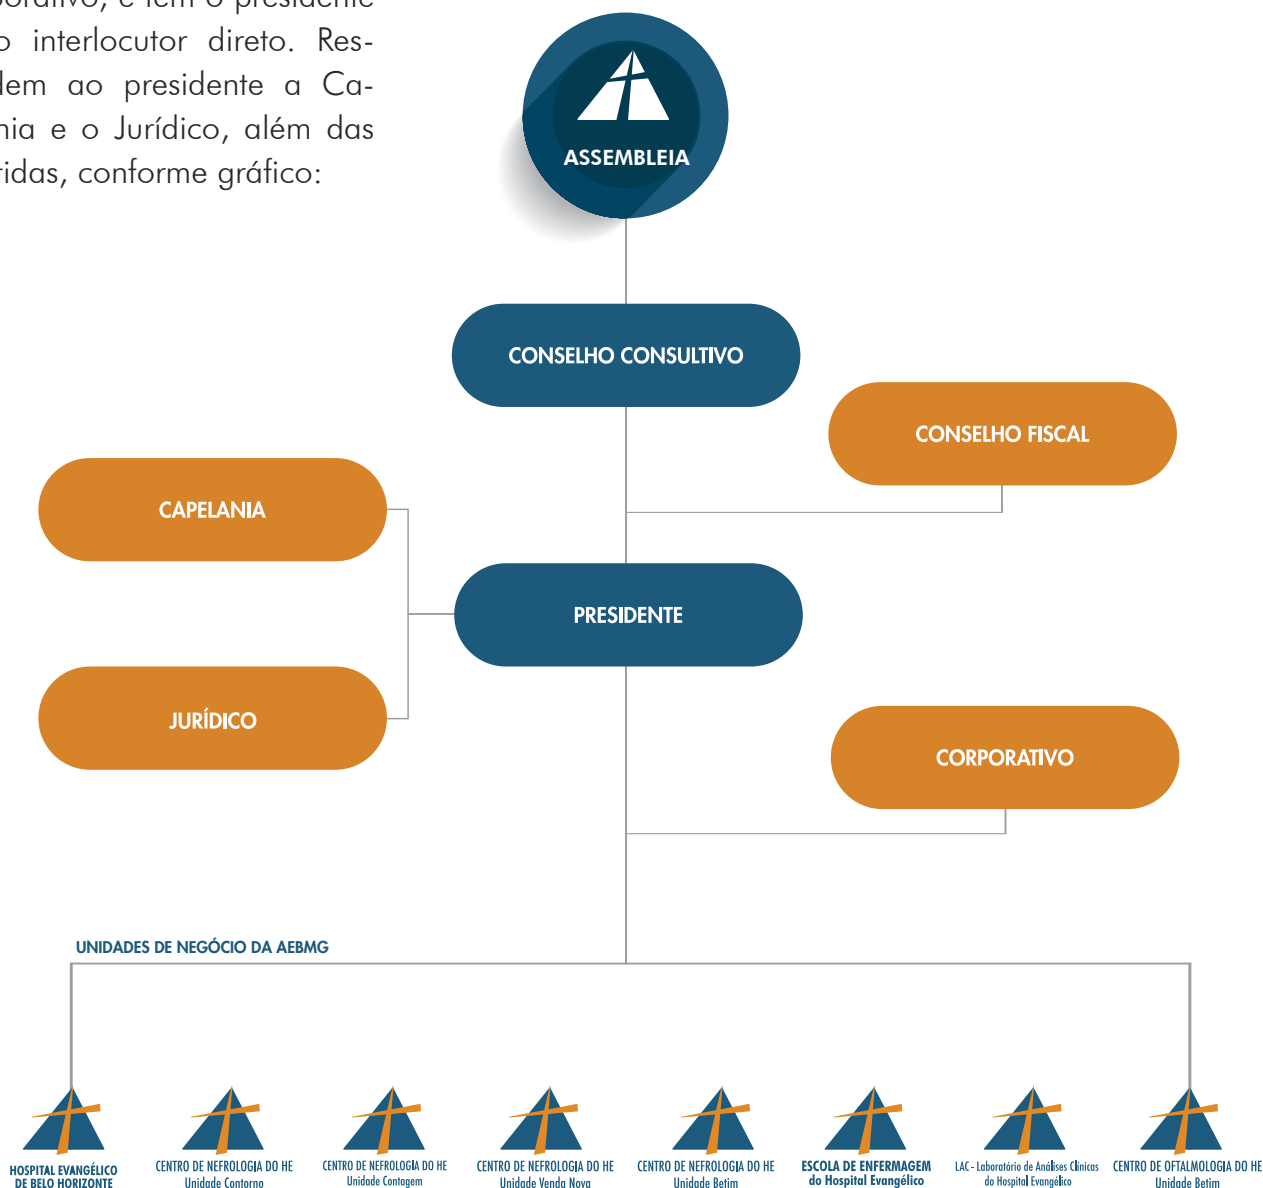 porativo, e tem o presidente
o interlocutor direto. Res-
dem ao presidente a Ca-
nia e o Jurídico, além das
ridas, conforme gráfico:
ASSEMBLEIA
CONSELHO CONSULTIVO
CONSELHO FISCAL
CAPELANIA
PRESIDENTE
JURÍDICO
CORPORATIVO
UNIDADES DE NEGÓCIO DA AEBMG
HOSPITAL EVANGÉLICO
DE BELO HORIZONTE
CENTRO DE NEFROLOGIA DO HE
Unidade Contorno
CENTRO DE NEFROLOGIA DO HE
Unidade Contagem
CENTRO DE NEFROLOGIA DO HE
Unidade Venda Nova
CENTRO DE NEFROLOGIA DO HE
Unidade Betim
ESCOLA DE ENFERMAGEM
do Hospital Evangélico
LAC - Laboratório de Análises Clínicas
do Hospital Evangélico
CENTRO DE OFTALMOLOGIA DO HE
Unidade Betim